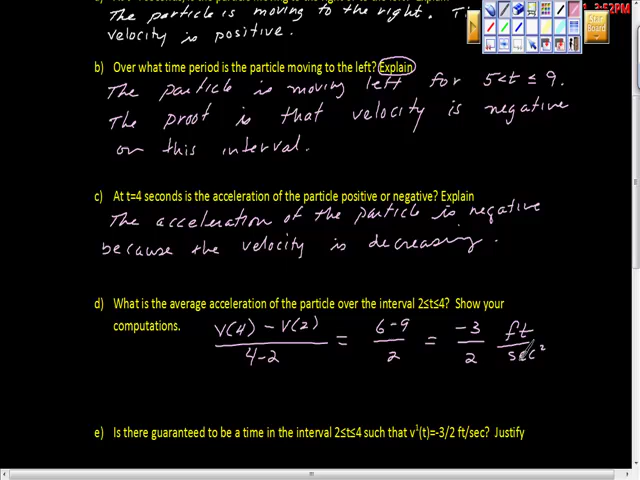 The particle is moving to the right.
velocity is positive.
3:52PM
Start
Board
b) Over what time period is the particle moving to the left? Explain
The particle is moving left for 5<t≤9.
The proof is that velocity is negative
on this interval.
c) At t=4 seconds is the acceleration of the particle positive or negative? Explain
The acceleration of the particle is negative
because the velocity is decreasing.
d) What is the average acceleration of the particle over the interval 2≤t≤4? Show your
computations.
V(4) - V(2) / 4-2 = 6-9 / 2 = -3 / 2 ft / sec²
e) Is there guaranteed to be a time in the interval 2≤t≤4 such that v¹(t)=-3/2 ft/sec? Justify